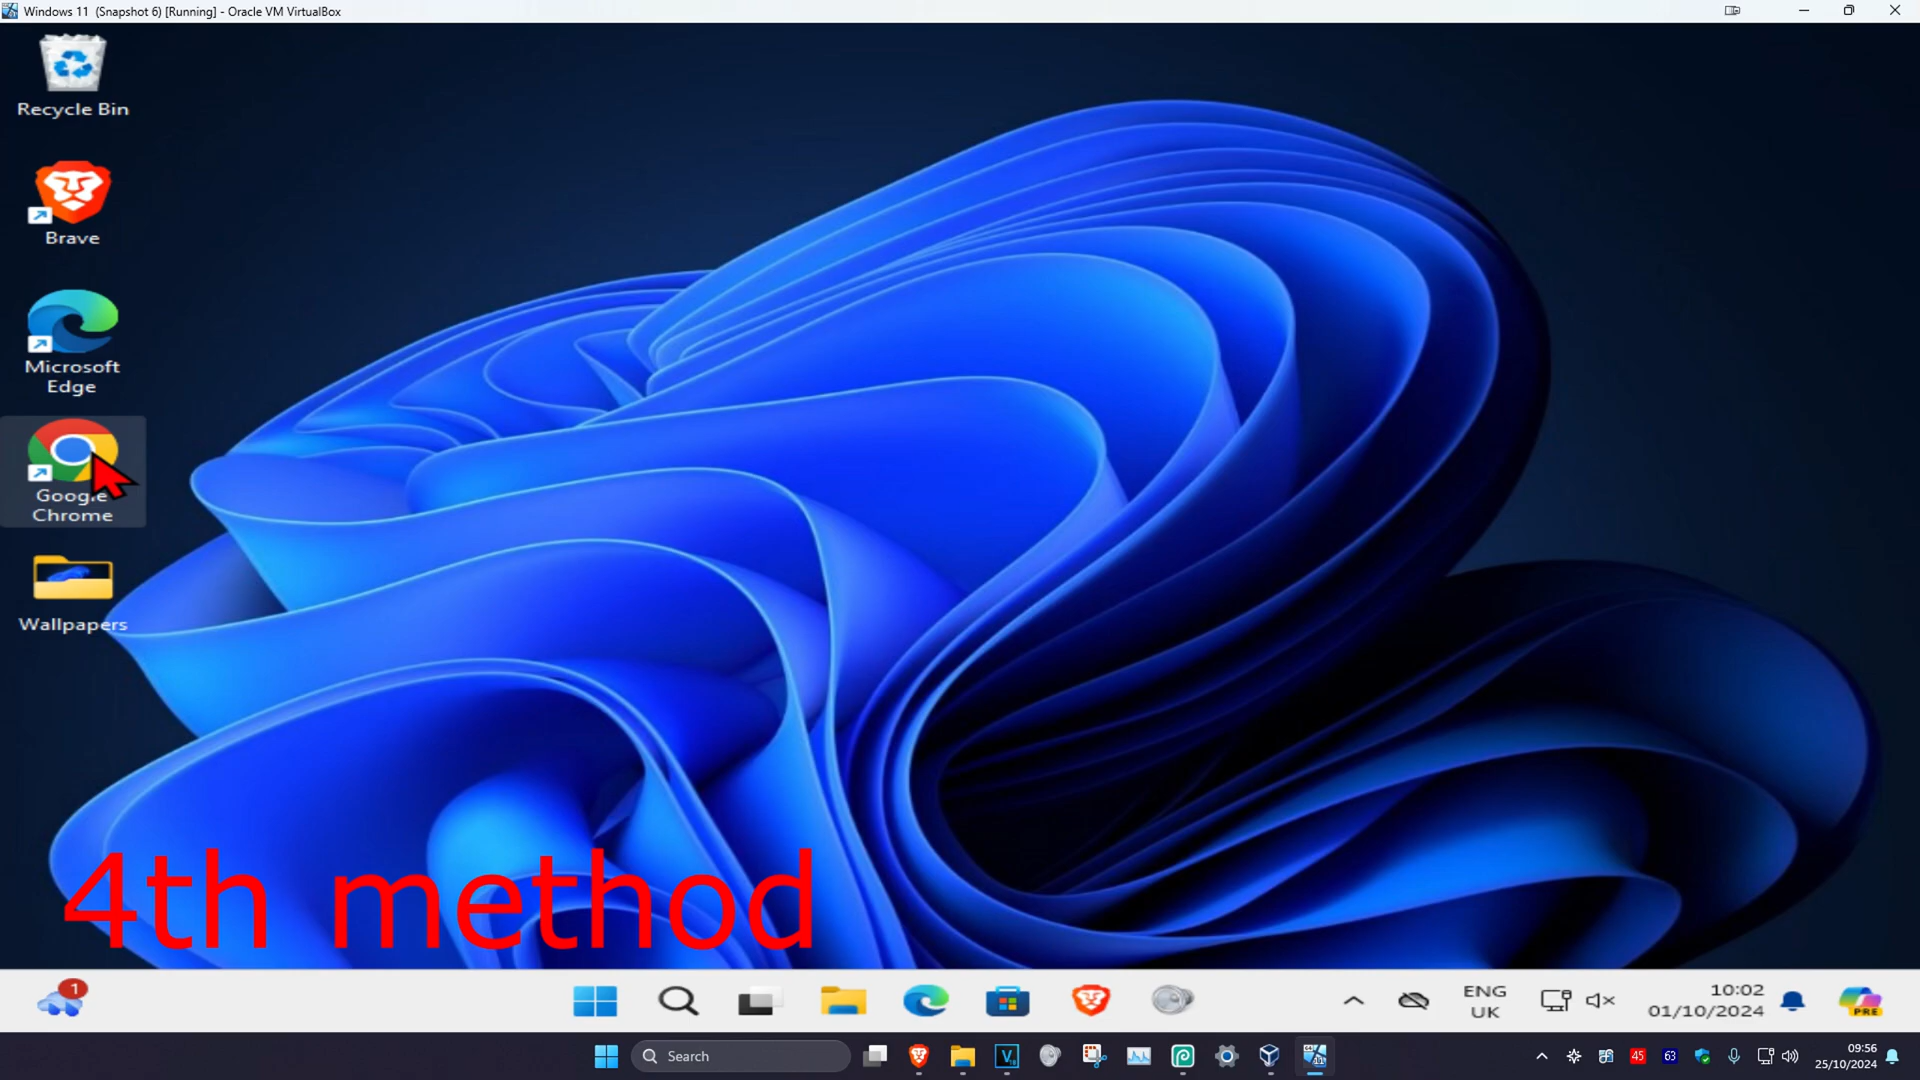 Windows 11 (Snapshot 6) [Running] - Oracle VM VirtualBox
Recycle Bin
Brave
Microsoft
Edge
Google
Chrome
Wallpapers
4th method
1
ENG
UK
10:02
01/10/2024
PRE
Search
45
63
09:56
25/10/2024